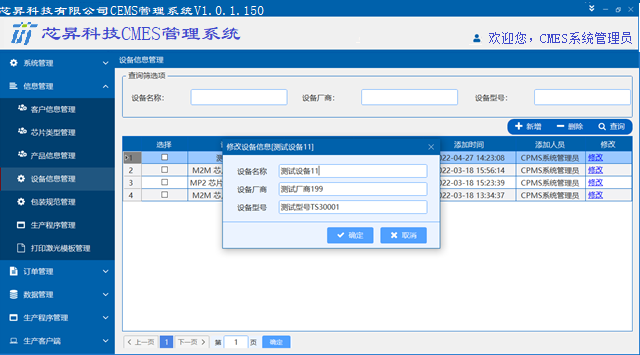 芯昇科技有限公司CEMS管理系统V1.0.1.150
芯昇科技CMES管理系统
欢迎您，CMES系统管理员
系统管理
信息管理
客户信息管理
芯片类型管理
产品信息管理
设备信息管理
包装规范管理
生产程序管理
打印激光模板管理
订单管理
数据管理
生产程序管理
生产客户端
设备信息管理
查询筛选项
设备名称:
设备厂商:
设备型号:
新增 删除 查询
选择 添加时间 添加人员 修改
1 测 022-04-27 14:23:08 CPMS系统管理员 修改
2 M2M 芯 022-03-18 15:56:14 CPMS系统管理员 修改
3 MP2 芯片 022-03-18 15:23:39 CPMS系统管理员 修改
4 M2M 芯 022-03-18 13:34:37 CPMS系统管理员 修改
修改设备信息[测试设备11]
设备名称 测试设备11
设备厂商 测试厂商199
设备型号 测试型号TS30001
确定 取消
上一页 1 下一页 第 1 页 确定